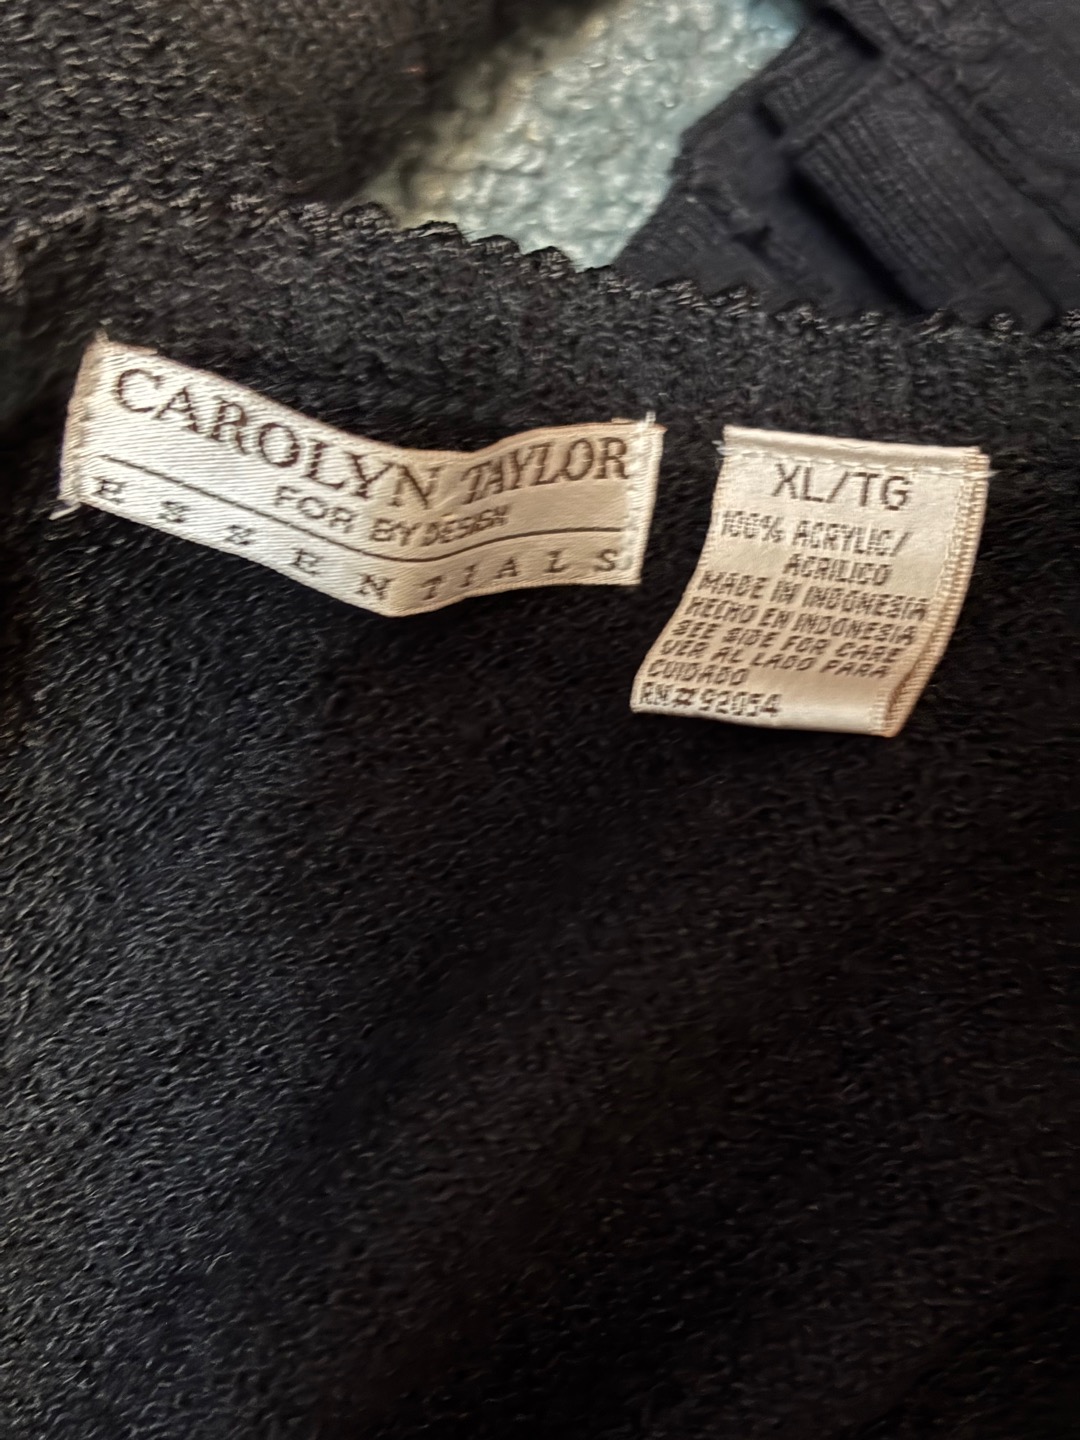 CAROLYN TAYLOR
FOR BY DESIGN
ESSENTIALS
XL/TG
100% ACRYLIC/
ACRILICO
MADE IN INDONESIA
HECHO EN INDONESIA
SEE SIDE FOR CARE
VER AL LADO PARA
CUIDADO
RN#92054